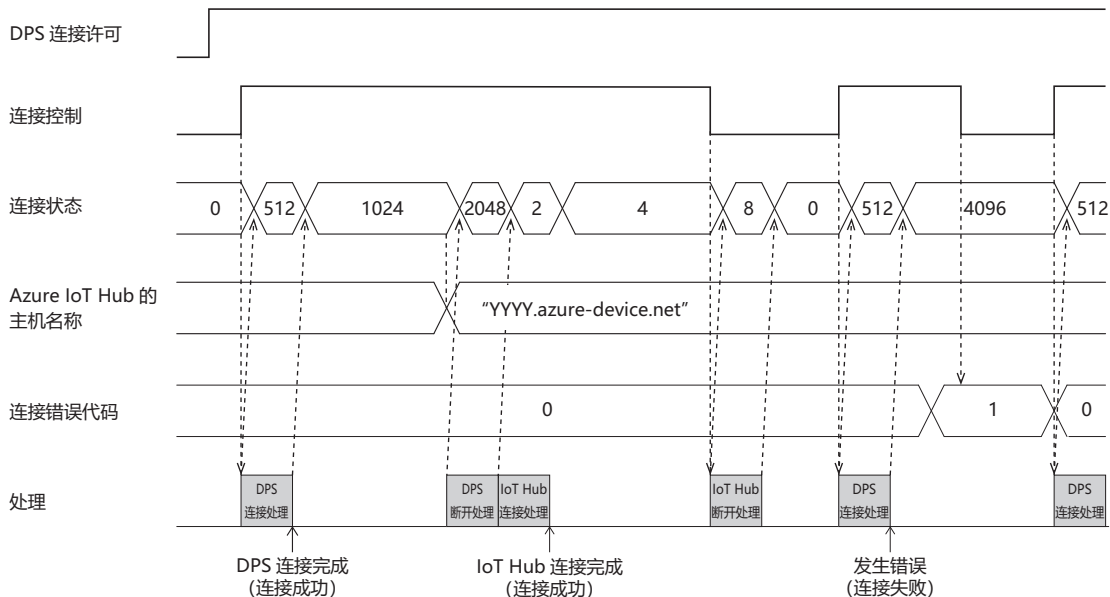 DPS 连接许可
连接控制
连接状态
0 512 1024 2048 2 4 8 0 512 4096 512
Azure IoT Hub 的
主机名称
“YYYY.azure-device.net”
连接错误代码
0 1 0
处理
DPS
连接处理
DPS
断开处理
IoT Hub
连接处理
IoT Hub
断开处理
DPS
连接处理
DPS
连接处理
DPS 连接完成
(连接成功)
IoT Hub 连接完成
(连接成功)
发生错误
(连接失败)